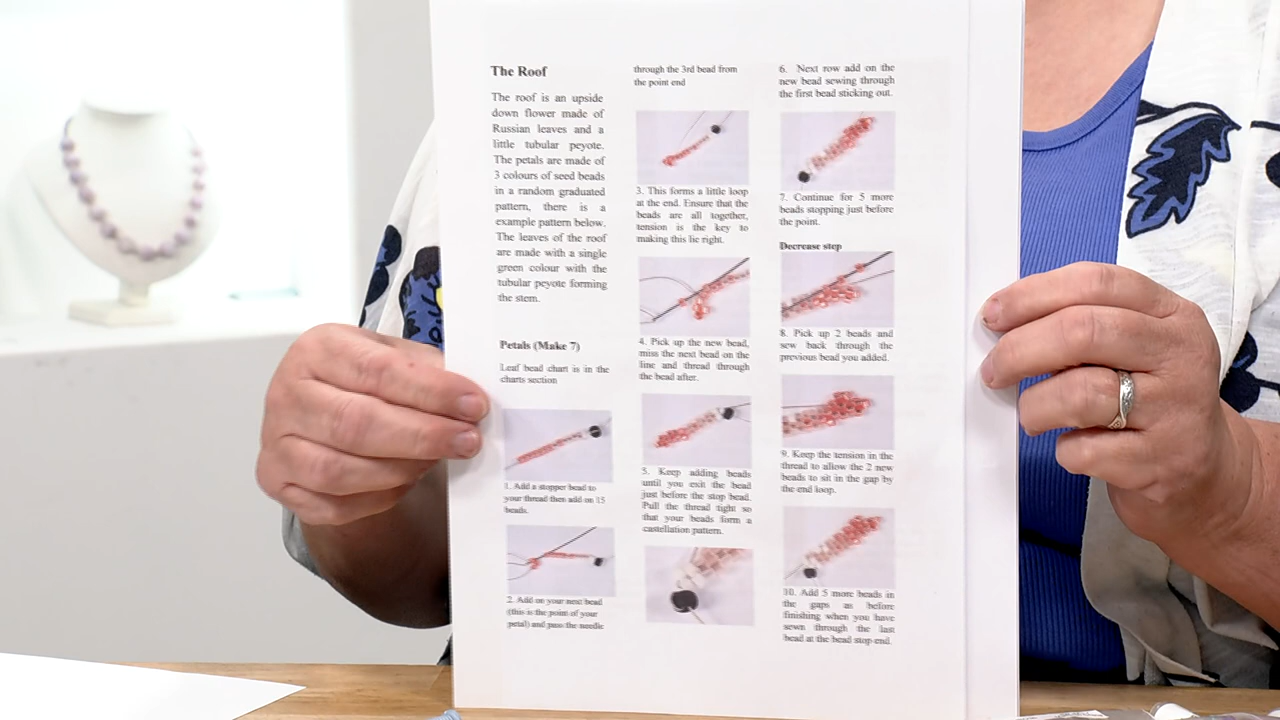 The Roof
The roof is an upside
down flower made of
Russian leaves and a
little tubular peyote.
The petals are made of
3 colours of seed beads
in a random graduated
pattern, there is a
example pattern below.
The leaves of the roof
are made with a single
green colour with the
tubular peyote forming
the stem.
Petals (Make 7)
Leaf bead chart is in the
charts section
1. Add a stopper bead to
your thread then add on 15
beads.
2. Add on your next bead
(this is the point of your
petal) and pass the needle
through the 3rd bead from
the point end
3. This forms a little loop
at the end. Ensure that the
beads are all together,
tension is the key to
making this lie right.
4. Pick up the new bead,
miss the next bead on the
line and thread through
the bead after.
5. Keep adding beads
until you exit the bead
just before the stop bead.
Pull the thread tight so
that your beads form a
castellation pattern.
6. Next row add on the
new bead sewing through
the first bead sticking out.
7. Continue for 5 more
beads stopping just before
the point.
Decrease step
8. Pick up 2 beads and
sew back through the
previous bead you added.
9. Keep the tension in the
thread to allow the 2 new
beads to sit in the gap by
the end loop.
10. Add 5 more beads in
the gaps as before
finishing when you have
sewn through the last
bead at the bead stop end.